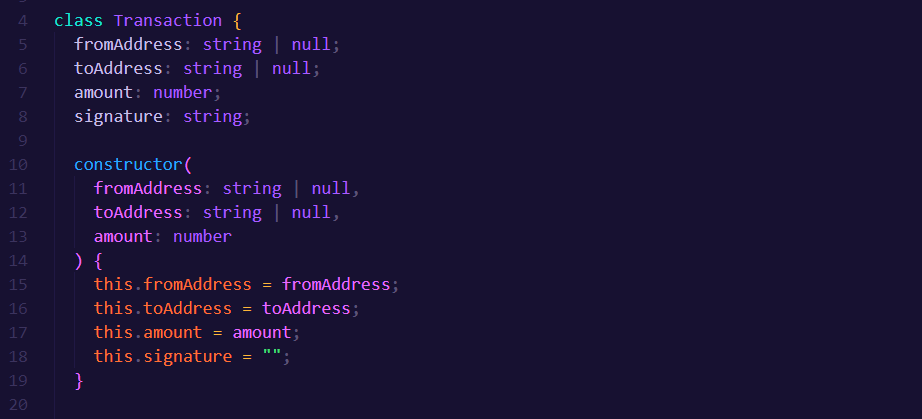 4 class Transaction {
5 fromAddress: string | null;
6 toAddress: string | null;
7 amount: number;
8 signature: string;
9
10 constructor(
11 fromAddress: string | null,
12 toAddress: string | null,
13 amount: number
14 ) {
15 this.fromAddress = fromAddress;
16 this.toAddress = toAddress;
17 this.amount = amount;
18 this.signature = "";
19 }
20